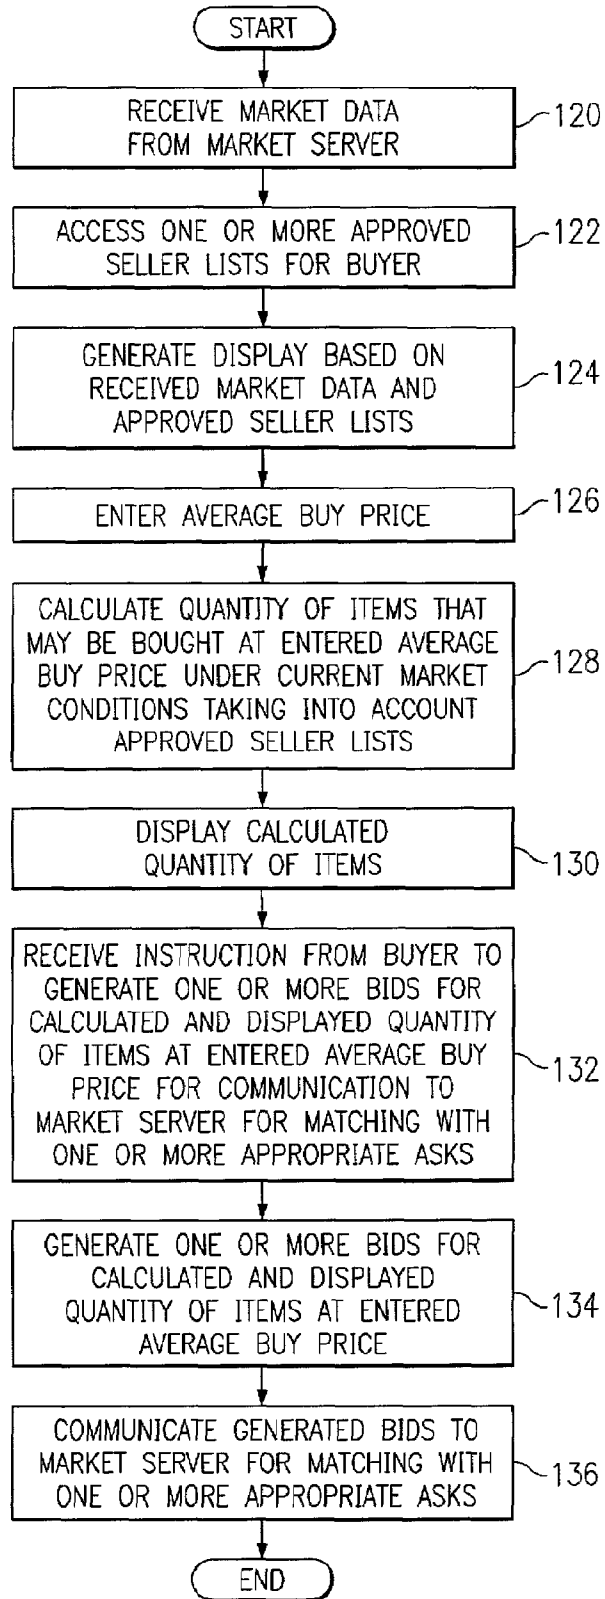 START
RECEIVE MARKET DATA
FROM MARKET SERVER
120
ACCESS ONE OR MORE APPROVED
SELLER LISTS FOR BUYER
122
GENERATE DISPLAY BASED ON
RECEIVED MARKET DATA AND
APPROVED SELLER LISTS
124
ENTER AVERAGE BUY PRICE
126
CALCULATE QUANTITY OF ITEMS THAT
MAY BE BOUGHT AT ENTERED AVERAGE
BUY PRICE UNDER CURRENT MARKET
CONDITIONS TAKING INTO ACCOUNT
APPROVED SELLER LISTS
128
DISPLAY CALCULATED
QUANTITY OF ITEMS
130
RECEIVE INSTRUCTION FROM BUYER TO
GENERATE ONE OR MORE BIDS FOR
CALCULATED AND DISPLAYED QUANTITY
OF ITEMS AT ENTERED AVERAGE BUY
PRICE FOR COMMUNICATION TO
MARKET SERVER FOR MATCHING WITH
ONE OR MORE APPROPRIATE ASKS
132
GENERATE ONE OR MORE BIDS FOR
CALCULATED AND DISPLAYED
QUANTITY OF ITEMS AT ENTERED
AVERAGE BUY PRICE
134
COMMUNICATE GENERATED BIDS TO
MARKET SERVER FOR MATCHING WITH
ONE OR MORE APPROPRIATE ASKS
136
END